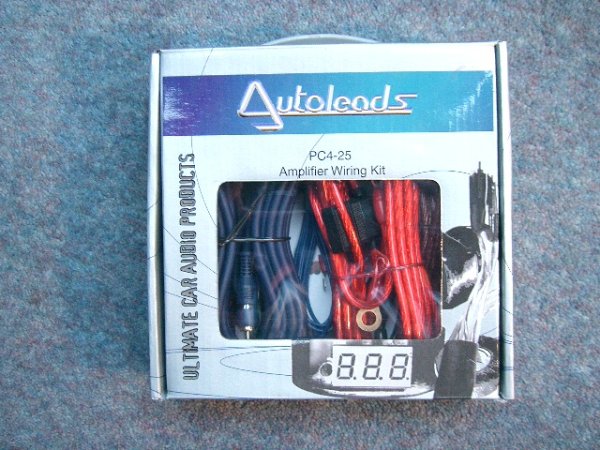 Autoleads
PC4-25
Amplifier Wiring Kit
ULTIMATE CAR AUDIO PRODUCTS
8.8.8